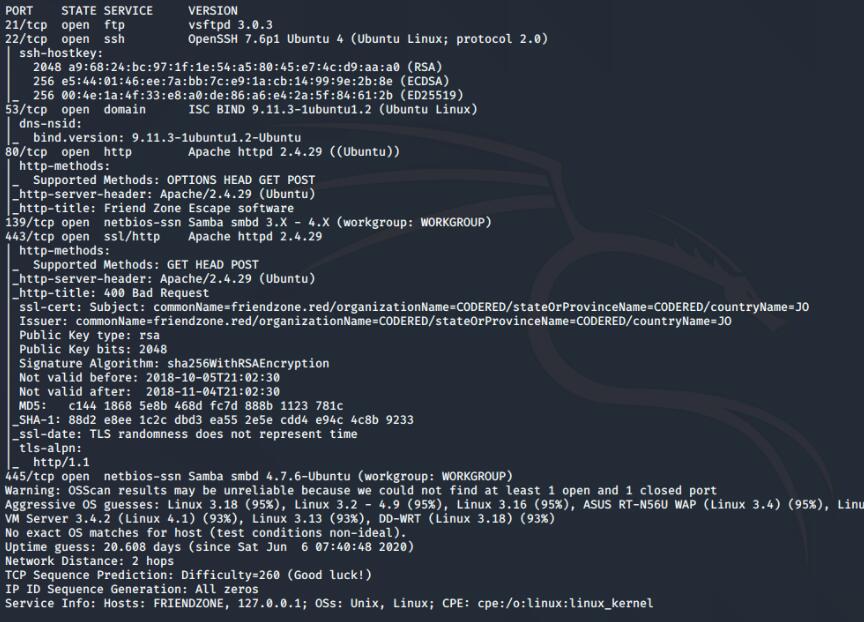 PORT    STATE SERVICE     VERSION
21/tcp  open  ftp         vsftpd 3.0.3
22/tcp  open  ssh         OpenSSH 7.6p1 Ubuntu 4 (Ubuntu Linux; protocol 2.0)
| ssh-hostkey:
|   2048 a9:68:24:bc:97:1f:1e:54:a5:80:45:e7:4c:d9:aa:a0 (RSA)
|   256 e5:44:01:46:ee:7a:bb:7c:e9:1a:cb:14:99:9e:2b:8e (ECDSA)
|_  256 00:4e:1a:4f:33:e8:a0:de:86:a6:e4:2a:5f:84:61:2b (ED25519)
53/tcp  open  domain      ISC BIND 9.11.3-1ubuntu1.2 (Ubuntu Linux)
| dns-nsid:
|_  bind.version: 9.11.3-1ubuntu1.2-Ubuntu
80/tcp  open  http        Apache httpd 2.4.29 ((Ubuntu))
| http-methods:
|_  Supported Methods: OPTIONS HEAD GET POST
|_http-server-header: Apache/2.4.29 (Ubuntu)
|_http-title: Friend Zone Escape software
139/tcp open  netbios-ssn Samba smbd 3.X - 4.X (workgroup: WORKGROUP)
443/tcp open  ssl/http    Apache httpd 2.4.29
| http-methods:
|_  Supported Methods: GET HEAD POST
|_http-server-header: Apache/2.4.29 (Ubuntu)
|_http-title: 400 Bad Request
| ssl-cert: Subject: commonName=friendzone.red/organizationName=CODERED/stateOrProvinceName=CODERED/countryName=JO
| Issuer: commonName=friendzone.red/organizationName=CODERED/stateOrProvinceName=CODERED/countryName=JO
| Public Key type: rsa
| Public Key bits: 2048
| Signature Algorithm: sha256WithRSAEncryption
| Not valid before: 2018-10-05T21:02:30
| Not valid after:  2018-11-04T21:02:30
| MD5:   c144 1868 5e8b 468d fc7d 888b 1123 781c
|_SHA-1: 88d2 e8ee 1c2c dbd3 ea55 2e5e cdd4 e94c 4c8b 9233
|_ssl-date: TLS randomness does not represent time
| tls-alpn:
|_  http/1.1
445/tcp open  netbios-ssn Samba smbd 4.7.6-Ubuntu (workgroup: WORKGROUP)
Warning: OSScan results may be unreliable because we could not find at least 1 open and 1 closed port
Aggressive OS guesses: Linux 3.18 (95%), Linux 3.2 - 4.9 (95%), Linux 3.16 (95%), ASUS RT-N56U WAP (Linux 3.4) (95%), Linu
VM Server 3.4.2 (Linux 4.1) (93%), Linux 3.13 (93%), DD-WRT (Linux 3.18) (93%)
No exact OS matches for host (test conditions non-ideal).
Uptime guess: 20.608 days (since Sat Jun  6 07:40:48 2020)
Network Distance: 2 hops
TCP Sequence Prediction: Difficulty=260 (Good luck!)
IP ID Sequence Generation: All zeros
Service Info: Hosts: FRIENDZONE, 127.0.0.1; OSs: Unix, Linux; CPE: cpe:/o:linux:linux_kernel